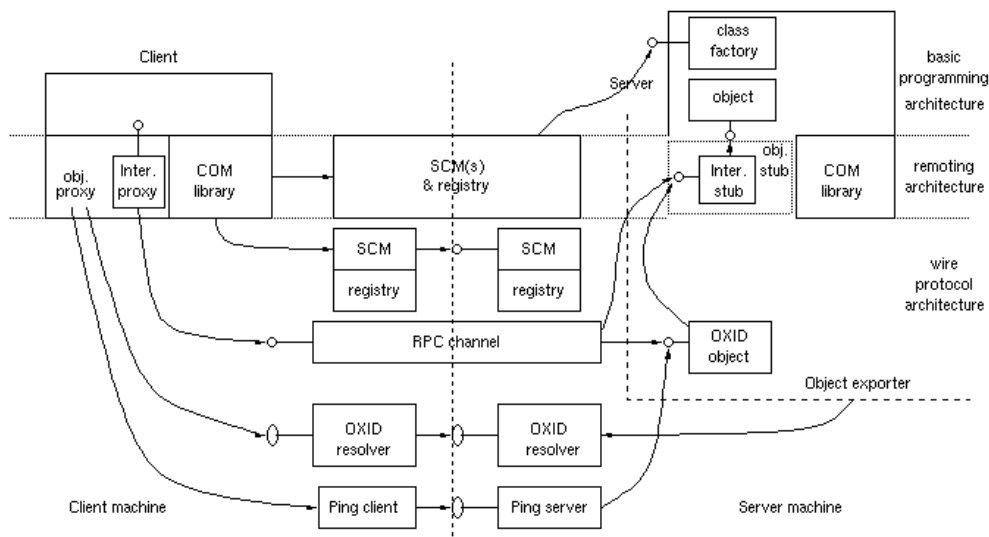 class
factory
Client
basic
programming
architecture
Server
object
obj.
proxy
Inter.
proxy
COM
library
SCM(s)
& registry
Inter.
stub
obj.
stub
COM
library
remoting
architecture
SCM
registry
SCM
registry
wire
protocol
architecture
RPC channel
OXID
object
Object exporter
OXID
resolver
OXID
resolver
Client machine
Ping client
Ping server
Server machine